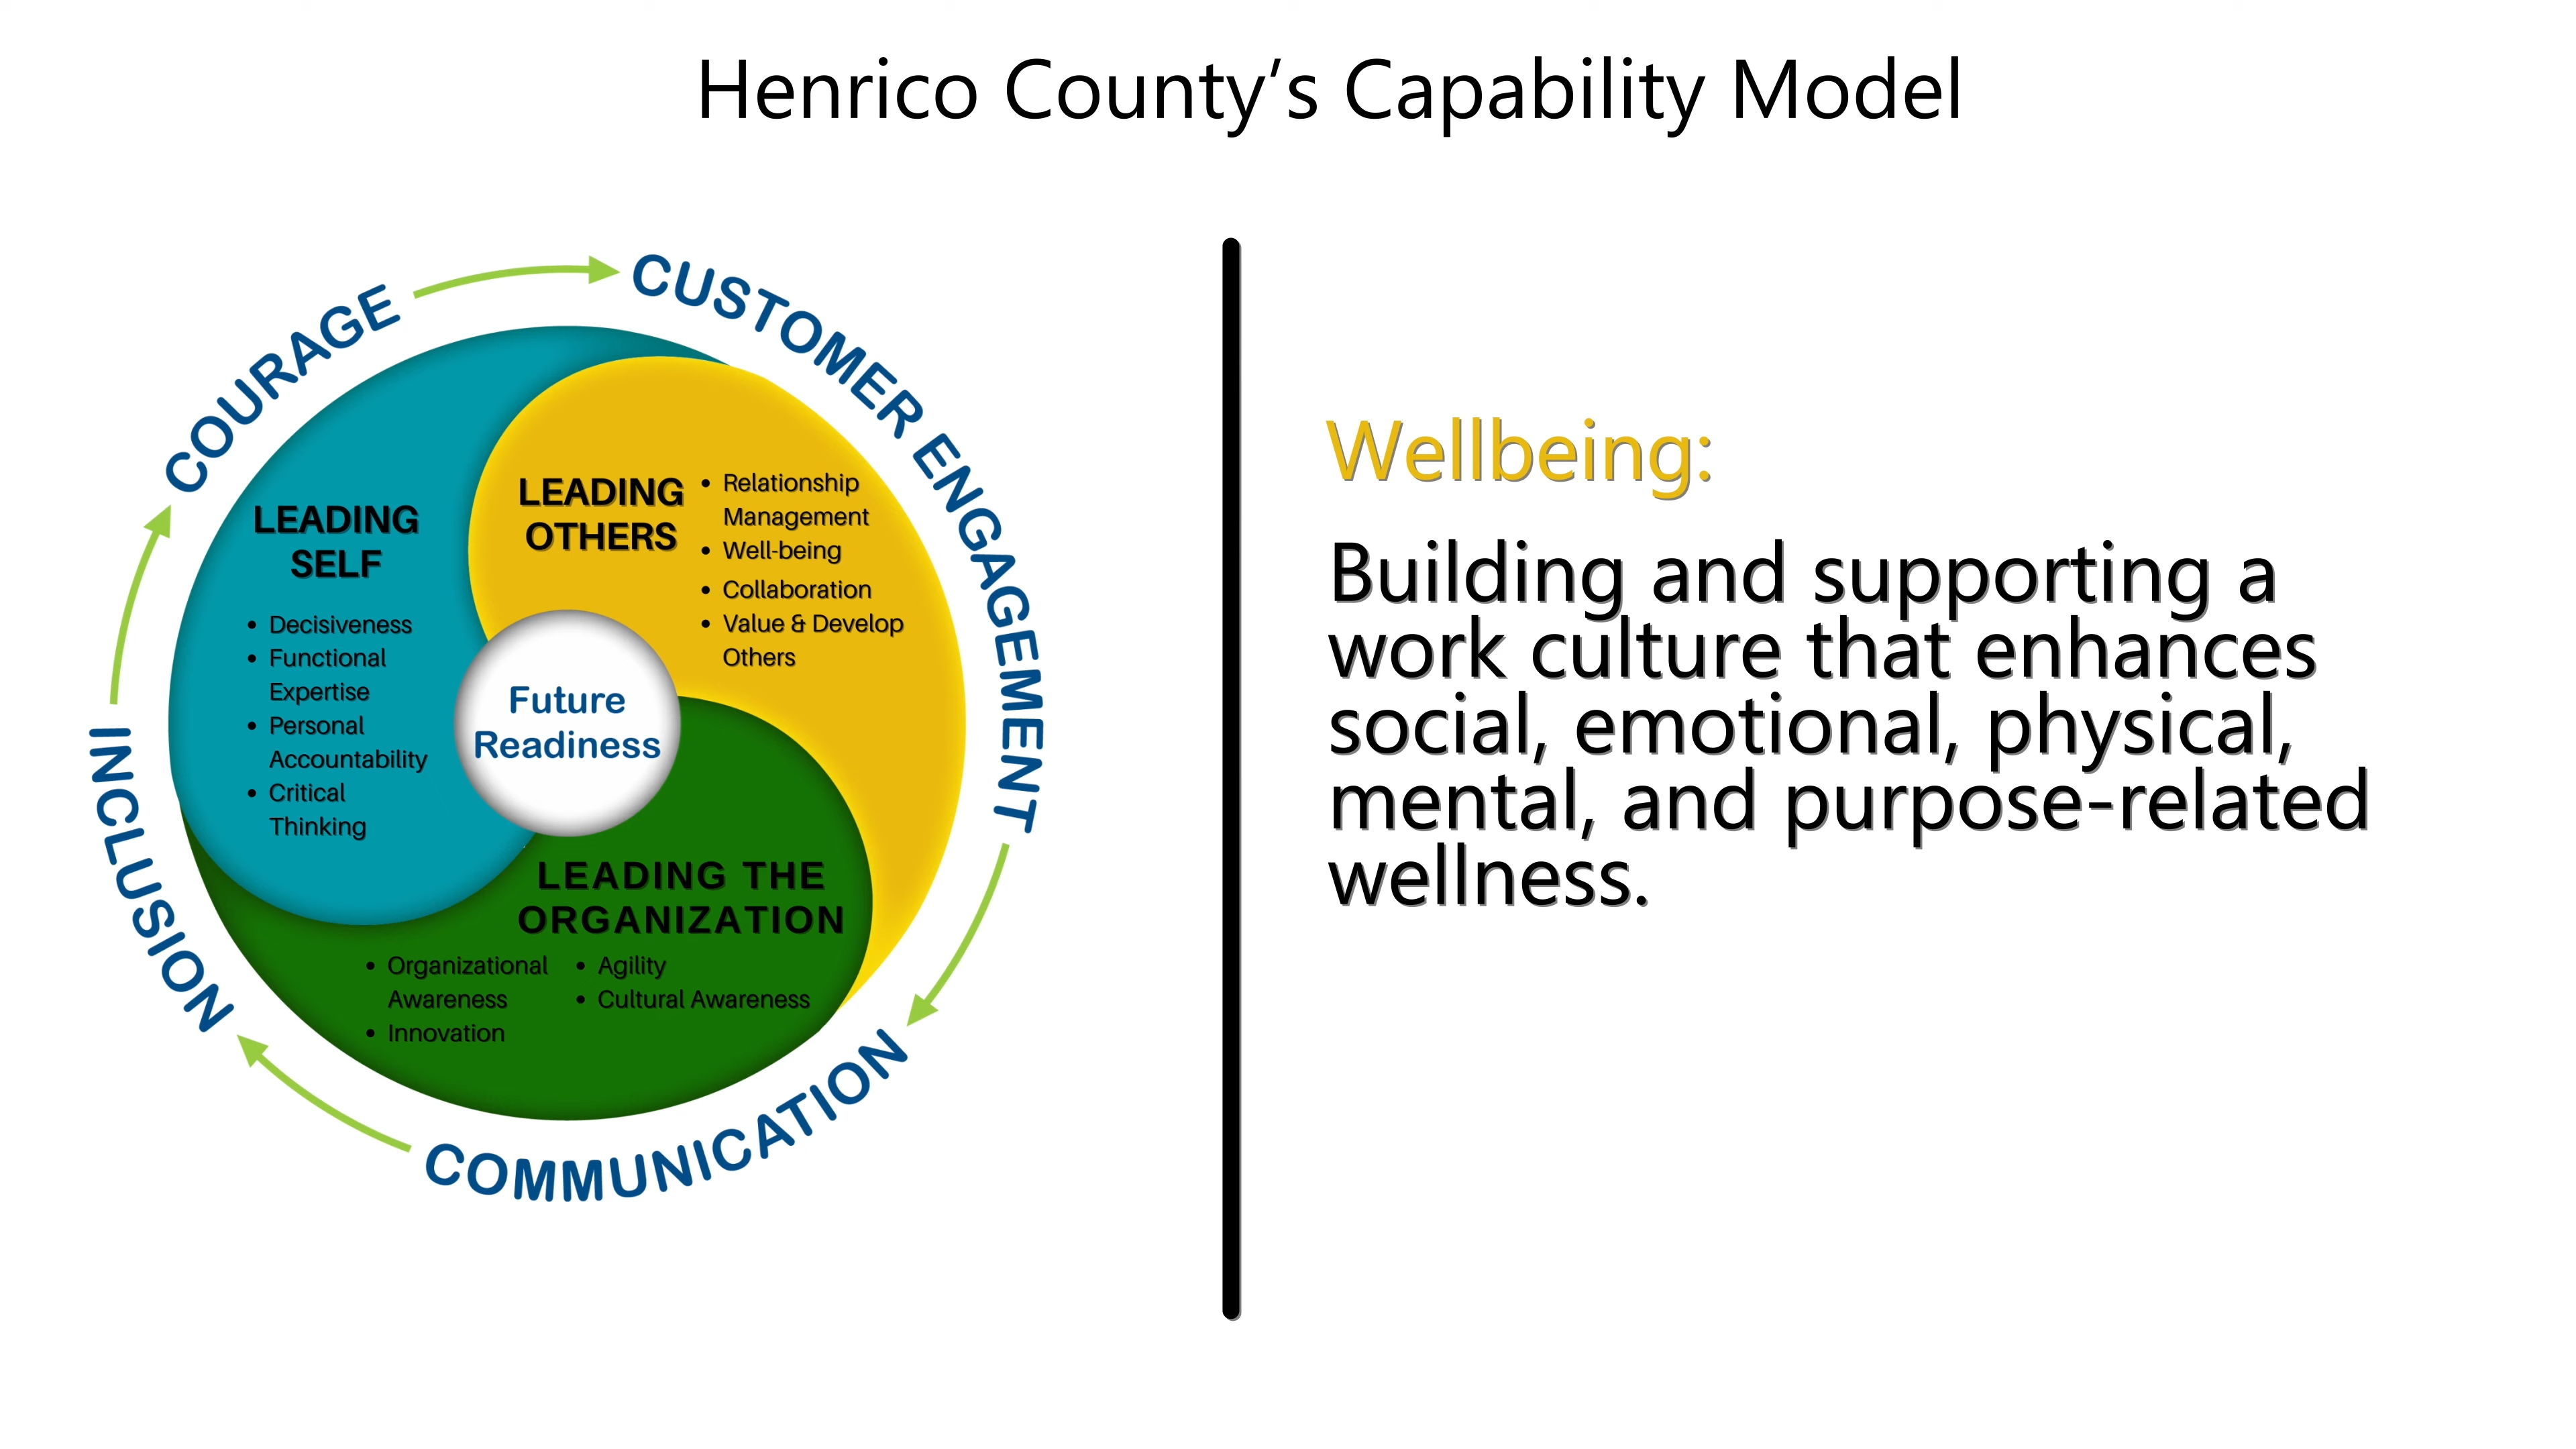 Henrico County’s Capability Model
COURAGE
CUSTOMER ENGAGEMENT
COMMUNICATION
INCLUSION
LEADING
SELF
• Decisiveness
• Functional
Expertise
• Personal
Accountability
• Critical
Thinking
LEADING
OTHERS
• Relationship
Management
• Well-being
• Collaboration
• Value & Develop
Others
Future
Readiness
LEADING THE
ORGANIZATION
• Organizational
Awareness
• Innovation
• Agility
• Cultural Awareness
Wellbeing:
Building and supporting a
work culture that enhances
social, emotional, physical,
mental, and purpose-related
wellness.